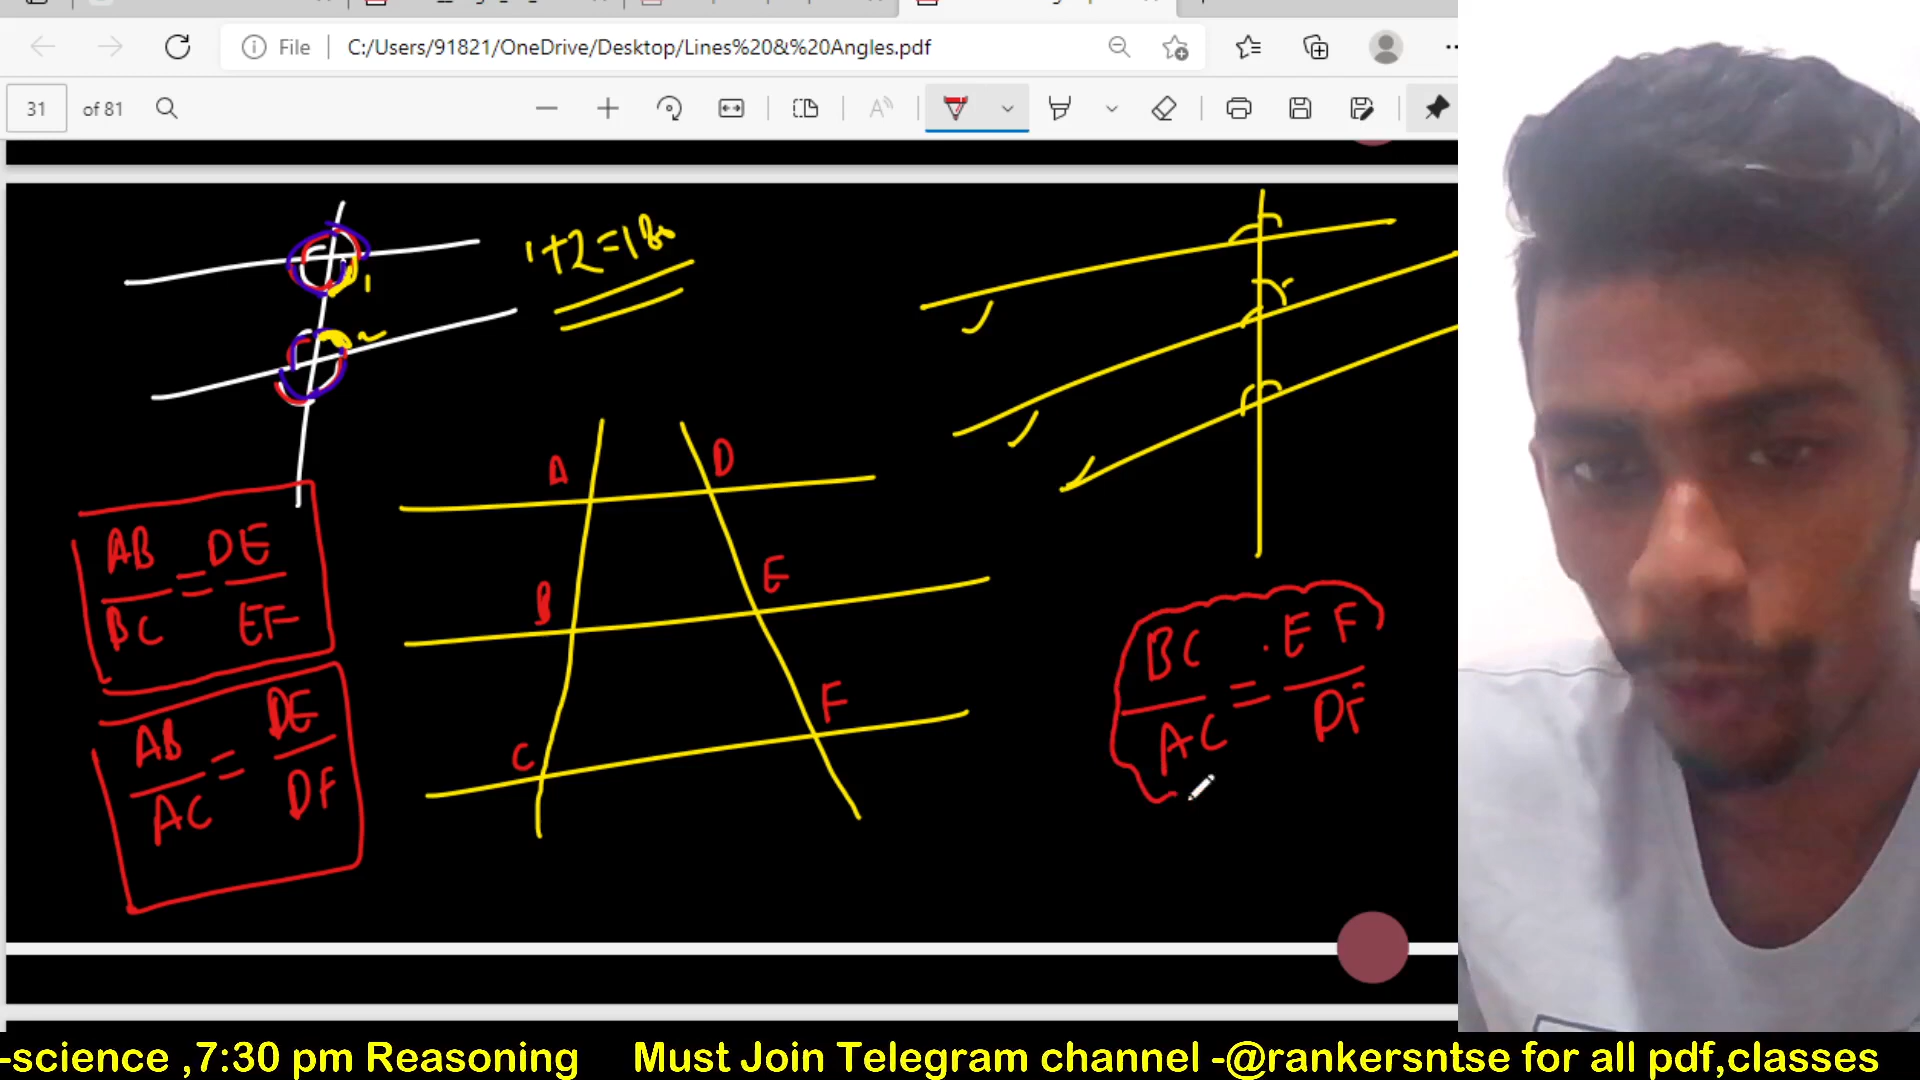 File
C:/Users/91821/OneDrive/Desktop/Lines%20&%20Angles.pdf
31 of 81
1+2=180
1
2
A D
B E
C F
AB/BC = DE/EF
AB/AC = DE/DF
BC/AC = EF/DF
-science ,7:30 pm Reasoning Must Join Telegram channel -@rankersntse for all pdf,classes